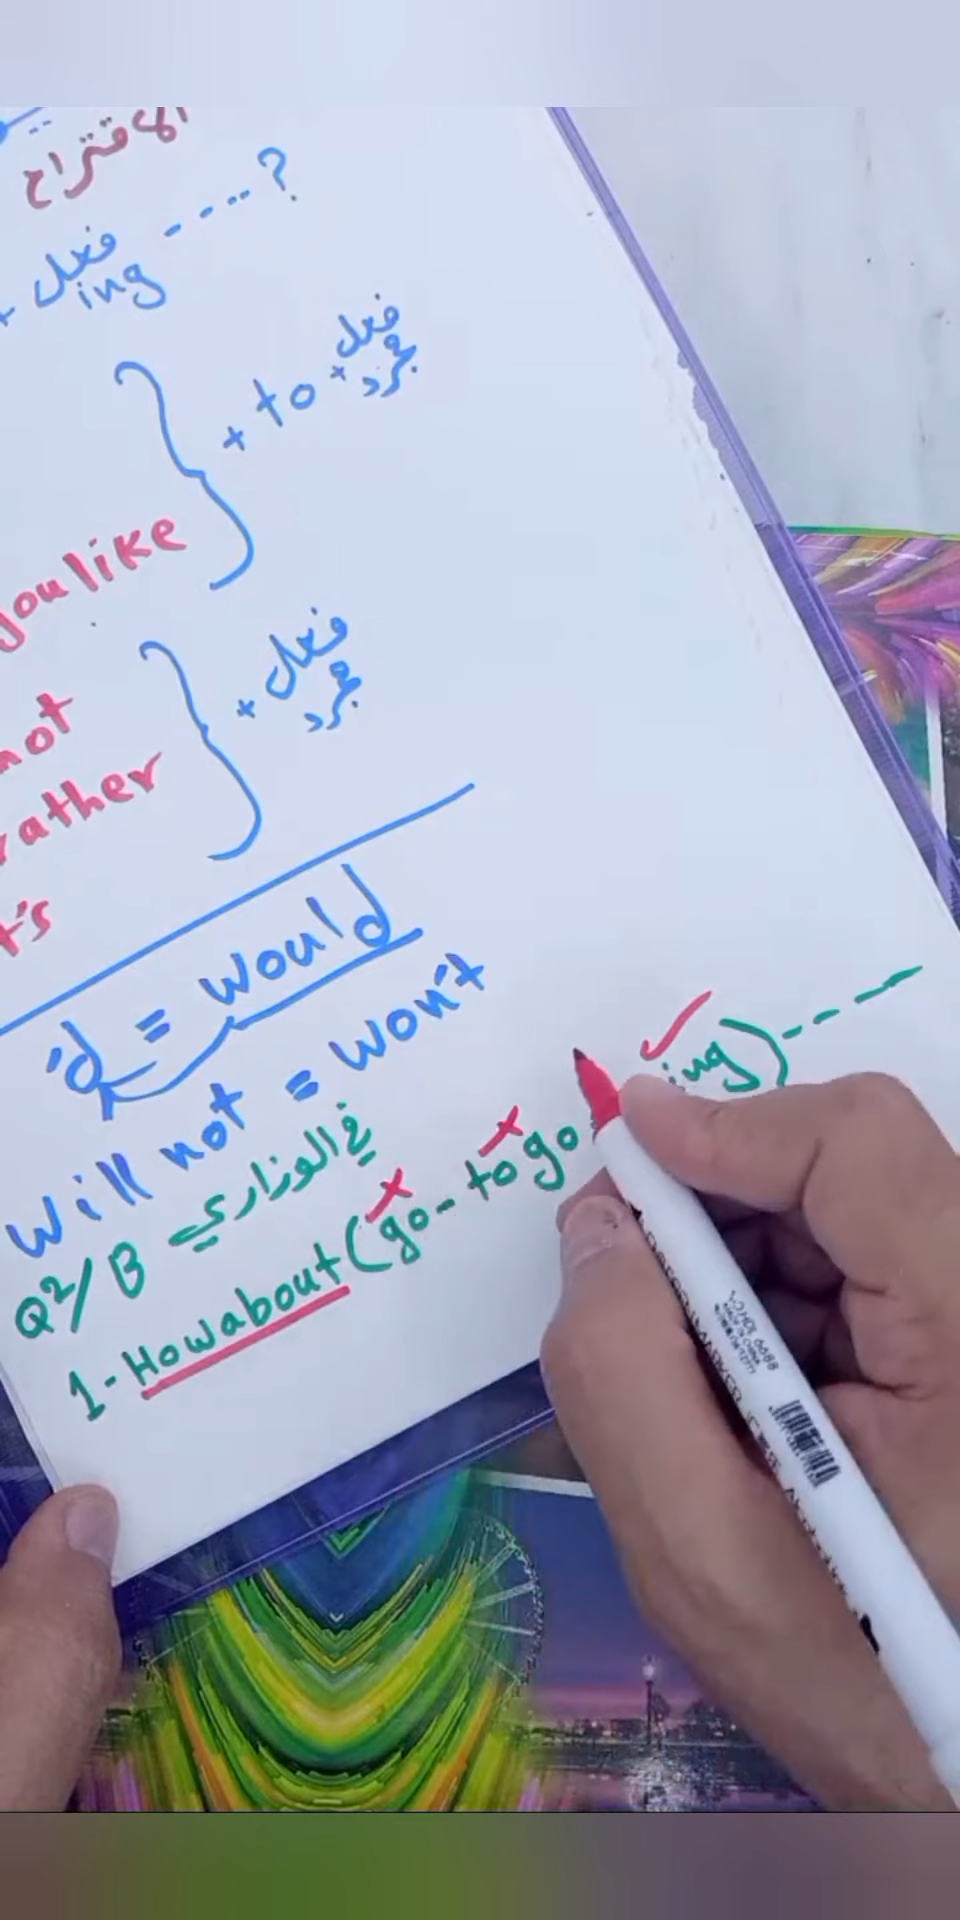 الاقتراح
+ فعل ing ----?
+ to + فعل مجرد
you like
not
rather
+ فعل مجرد
t's
'd = would
Will not = won't
Q2/B في الوزاري
1- How about (go - to go ing) ----